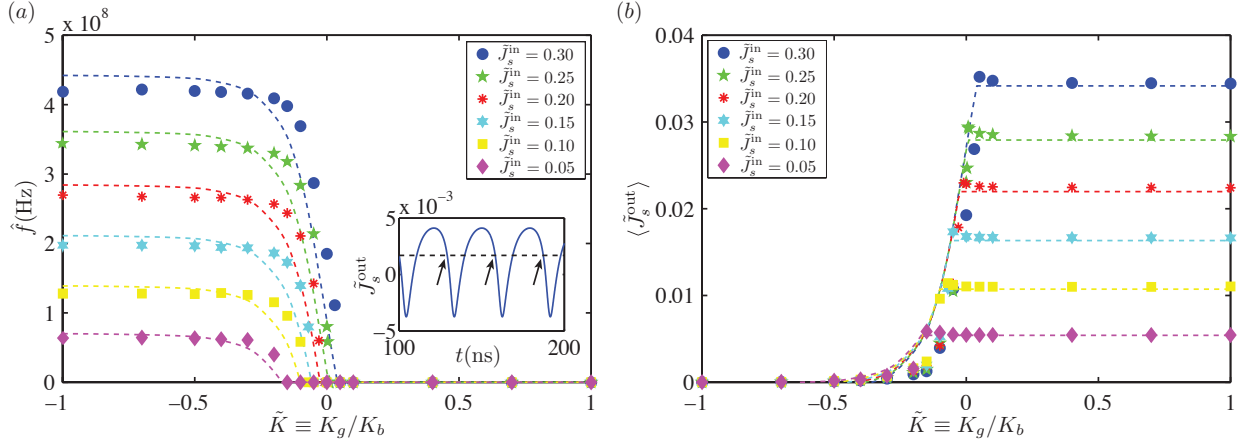 (a)
x 10⁸
5
4
3
2
1
0
f̂(Hz)
-1
-0.5
0
0.5
1
K̃ ≡ K_g/K_b
J̃_s^in = 0.30
J̃_s^in = 0.25
J̃_s^in = 0.20
J̃_s^in = 0.15
J̃_s^in = 0.10
J̃_s^in = 0.05
x 10⁻³
5
0
−5
J̃_s^out
100
200
t(ns)
(b)
0.04
0.03
0.02
0.01
0
⟨J̃_s^out⟩
-1
-0.5
0
0.5
1
K̃ ≡ K_g/K_b
J̃_s^in = 0.30
J̃_s^in = 0.25
J̃_s^in = 0.20
J̃_s^in = 0.15
J̃_s^in = 0.10
J̃_s^in = 0.05